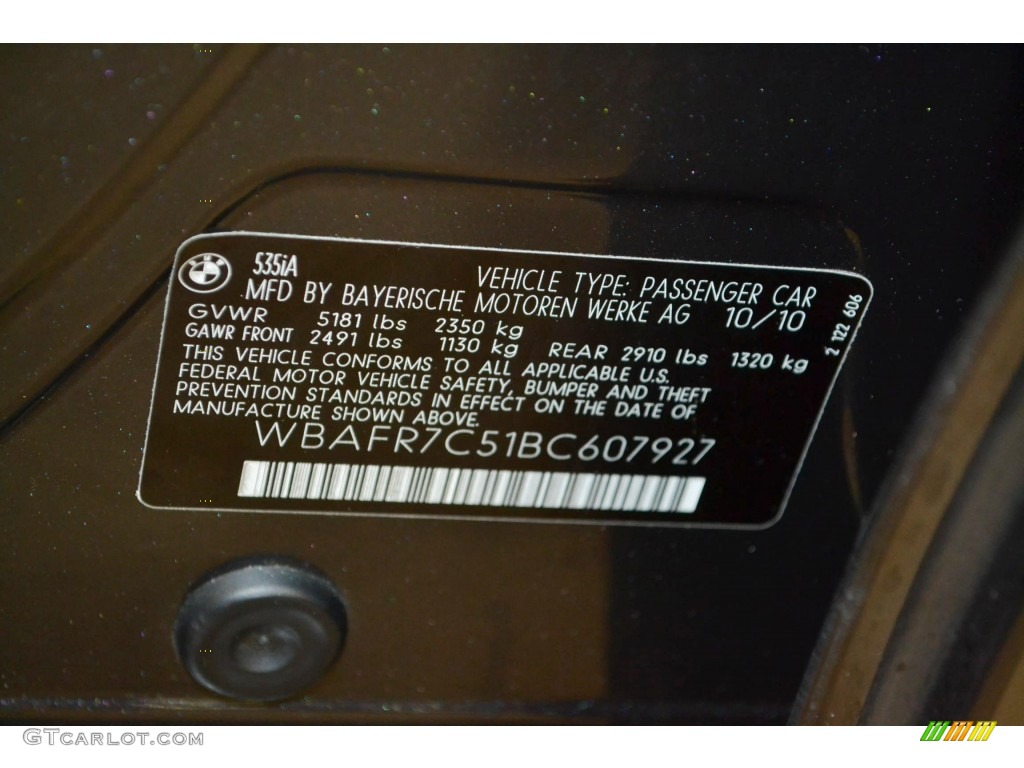 535iA
VEHICLE TYPE: PASSENGER CAR
MFD BY BAYERISCHE MOTOREN WERKE AG 10/10
GVWR 5181 lbs 2350 kg
GAWR FRONT 2491 lbs 1130 kg REAR 2910 lbs 1320 kg
THIS VEHICLE CONFORMS TO ALL APPLICABLE U.S.
FEDERAL MOTOR VEHICLE SAFETY, BUMPER AND THEFT
PREVENTION STANDARDS IN EFFECT ON THE DATE OF
MANUFACTURE SHOWN ABOVE.
WBAFR7C51BC607927
2 122 606
GTCarlot.com